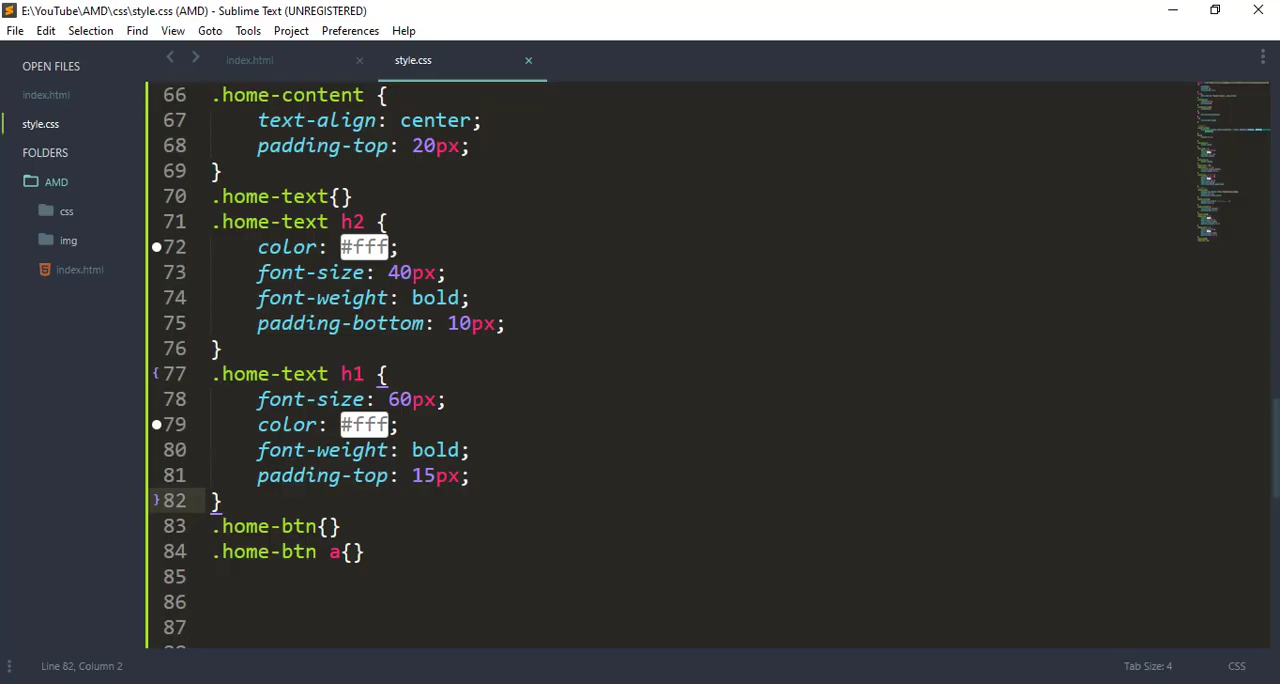 E:\YouTube\AMD\css\style.css (AMD) - Sublime Text (UNREGISTERED)
File Edit Selection Find View Goto Tools Project Preferences Help
OPEN FILES
index.html
style.css
FOLDERS
AMD
css
img
index.html
index.html
style.css
66 .home-content {
67 text-align: center;
68 padding-top: 20px;
69 }
70 .home-text{}
71 .home-text h2 {
72 color: #fff;
73 font-size: 40px;
74 font-weight: bold;
75 padding-bottom: 10px;
76 }
77 .home-text h1 {
78 font-size: 60px;
79 color: #fff;
80 font-weight: bold;
81 padding-top: 15px;
82 }
83 .home-btn{}
84 .home-btn a{}
85
86
87
Line 82, Column 2
Tab Size: 4
CSS